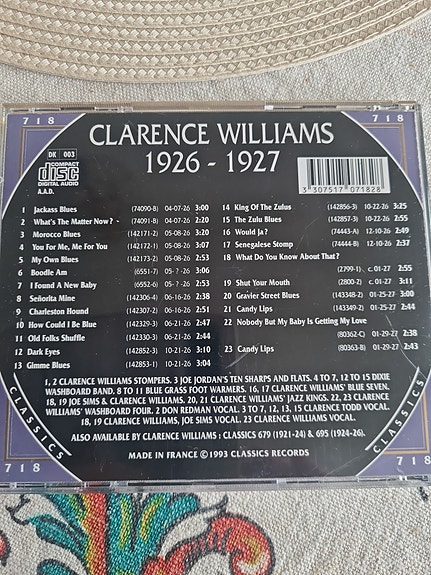 718
718
CLARENCE WILLIAMS
1926 - 1927
DK 003
COMPACT
disc
DIGITAL AUDIO
A.A.D.
3 307517 071828
1 Jackass Blues (74090-B) 04-07-26 3:00
2 What's The Matter Now? (74091-B) 04-07-26 2:20
3 Morocco Blues (142171-2) 05-08-26 3:20
4 You For Me, Me For You (142172-1) 05-08-26 3:07
5 My Own Blues (142173-2) 05-08-26 2:53
6 Boodle Am (6551-?) 05-?-26 3:06
7 I Found A New Baby (6552-6) 05-?-26 2:53
8 Señorita Mine (142306-4) 06-16-26 2:38
9 Charleston Hound (142307-2) 06-16-26 2:51
10 How Could I Be Blue (142329-3) 06-21-26 2:47
11 Old Folks Shuffle (142330-3) 06-21-26 2:44
12 Dark Eyes (142852-3) 10-21-26 3:10
13 Gimme Blues (142853-1) 10-21-26 3:04
14 King Of The Zulus (142856-3) 10-22-26 3:25
15 The Zulu Blues (142857-3) 10-22-26 2:55
16 Would Ja? (74443-A) 12-10-26 2:49
17 Senegalese Stomp (74444-B) 12-10-26 2:37
18 What Do You Know About That?
(2799-1) c.01-27 2:55
19 Shut Your Mouth (2800-2) c.01-27 3:11
20 Gravier Street Blues (143348-2) 01-25-27 3:00
21 Candy Lips (143349-2) 01-25-27 2:44
22 Nobody But My Baby Is Getting My Love
(80362-C) 01-29-27 2:38
23 Candy Lips (80363-B) 01-29-27 2:43
1, 2 CLARENCE WILLIAMS STOMPERS. 3 JOE JORDAN'S TEN SHARPS AND FLATS. 4 TO 7, 12 TO 15 DIXIE
WASHBOARD BAND. 8 TO 11 BLUE GRASS FOOT WARMERS. 16, 17 CLARENCE WILLIAMS' BLUE SEVEN.
18, 19 JOE SIMS & CLARENCE WILLIAMS. 20, 21 CLARENCE WILLIAMS' JAZZ KINGS. 22, 23 CLARENCE
WILLIAMS' WASHBOARD FOUR. 2 DON REDMAN VOCAL. 3 TO 7, 12, 13, 15 CLARENCE TODD VOCAL.
18, 19 CLARENCE WILLIAMS, JOE SIMS VOCAL. 23 CLARENCE WILLIAMS VOCAL.
ALSO AVAILABLE BY CLARENCE WILLIAMS : CLASSICS 679 (1921-24) & 695 (1924-26).
MADE IN FRANCE © 1993 CLASSICS RECORDS
CLASSICS
CLASSICS
718
718